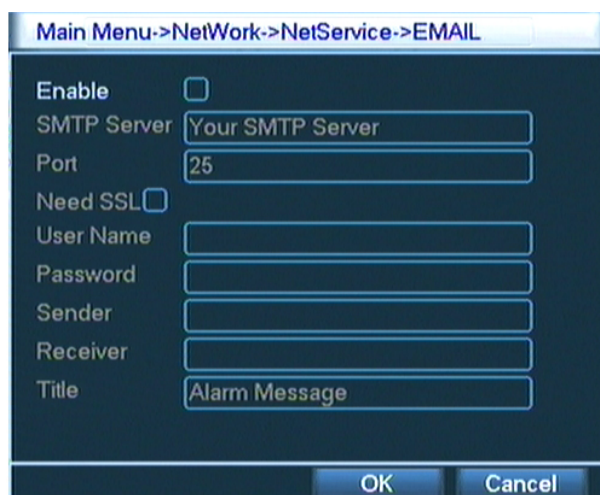 Main Menu->NetWork->NetService->EMAIL
Enable
SMTP Server Your SMTP Server
Port 25
Need SSL
User Name
Password
Sender
Receiver
Title Alarm Message
OK Cancel